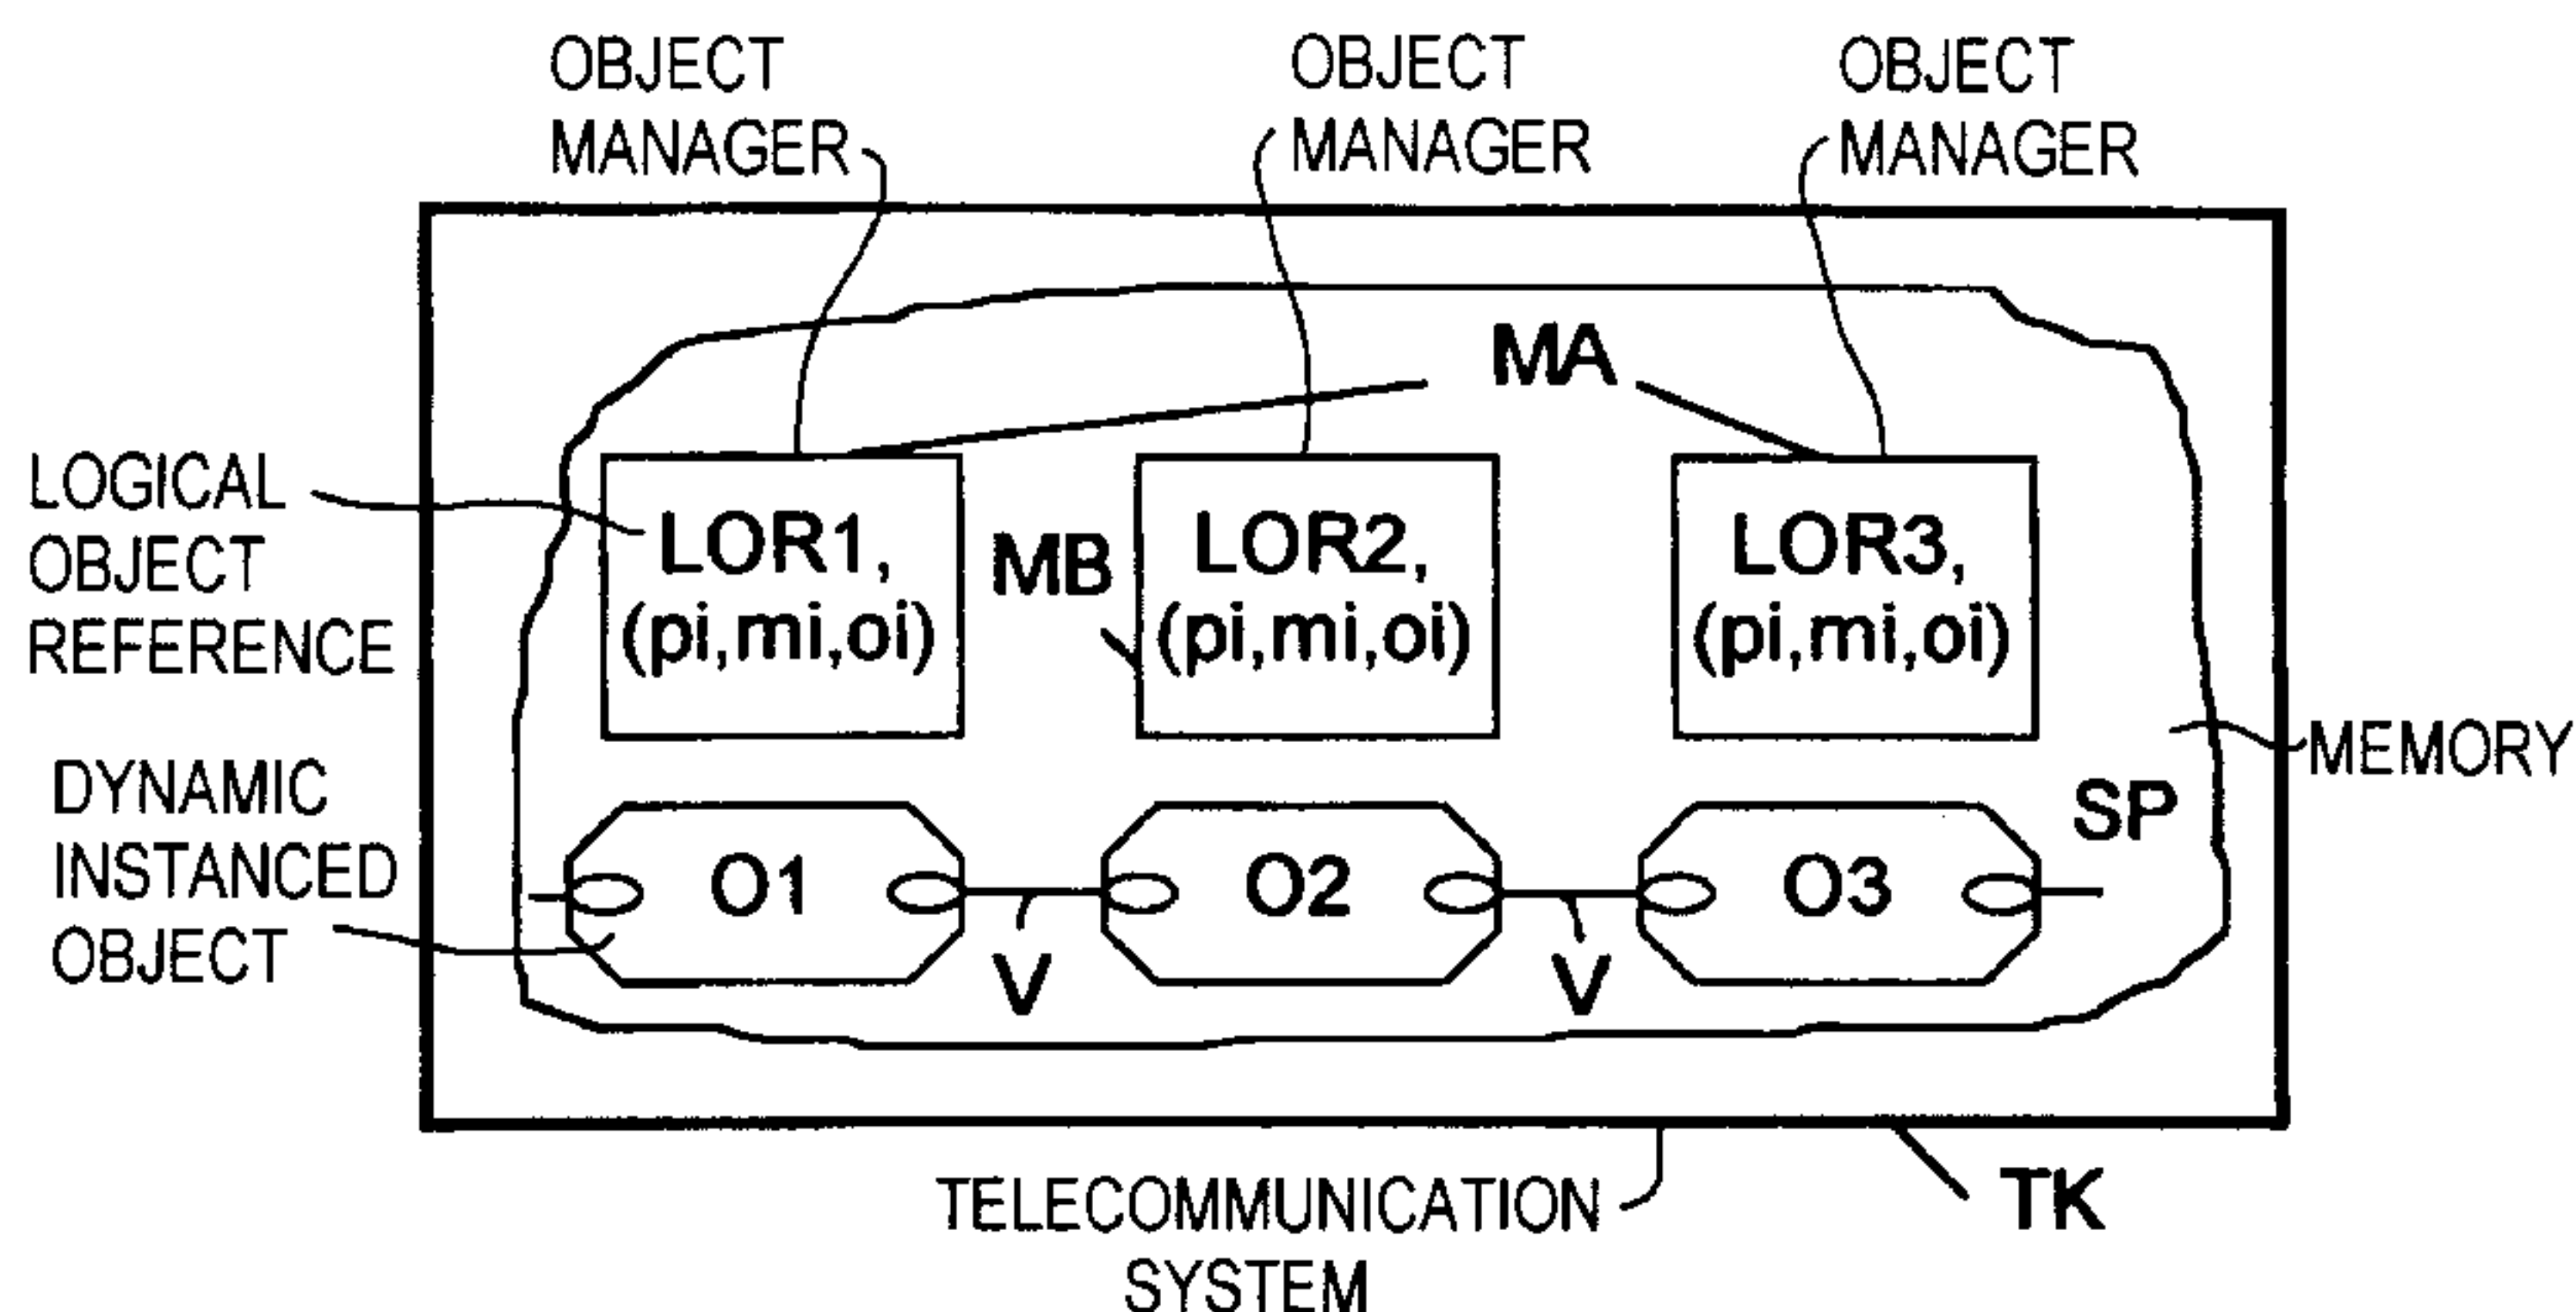 OBJECT
MANAGER
OBJECT
MANAGER
OBJECT
MANAGER
MA
LOGICAL
OBJECT
REFERENCE
LOR1,
(pi,mi,oi)
MB
LOR2,
(pi,mi,oi)
LOR3,
(pi,mi,oi)
MEMORY
SP
DYNAMIC
INSTANCED
OBJECT
O1
O2
O3
V
V
TELECOMMUNICATION
SYSTEM
TK